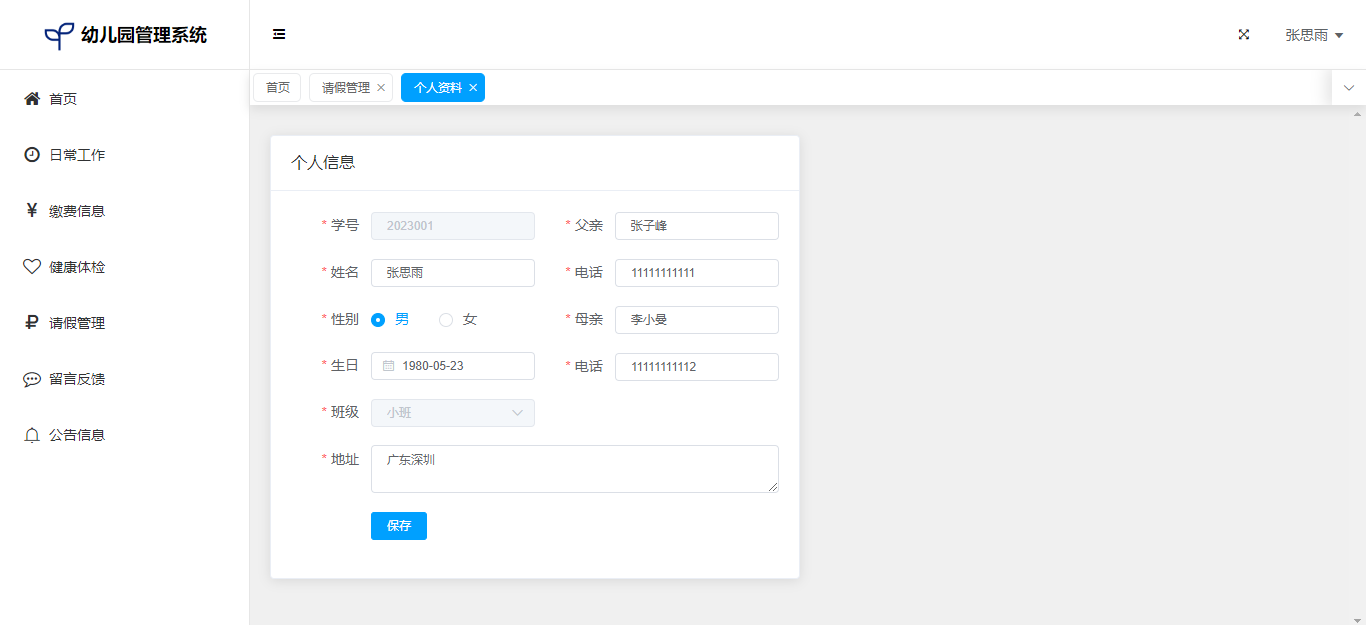 幼儿园管理系统
张思雨
首页
日常工作
缴费信息
健康体检
请假管理
留言反馈
公告信息
首页 请假管理 个人资料
个人信息
* 学号 2023001 * 父亲 张子峰
* 姓名 张思雨 * 电话 11111111111
* 性别 男 女 * 母亲 李小曼
* 生日 1980-05-23 * 电话 11111111112
* 班级 小班
* 地址 广东深圳
保存